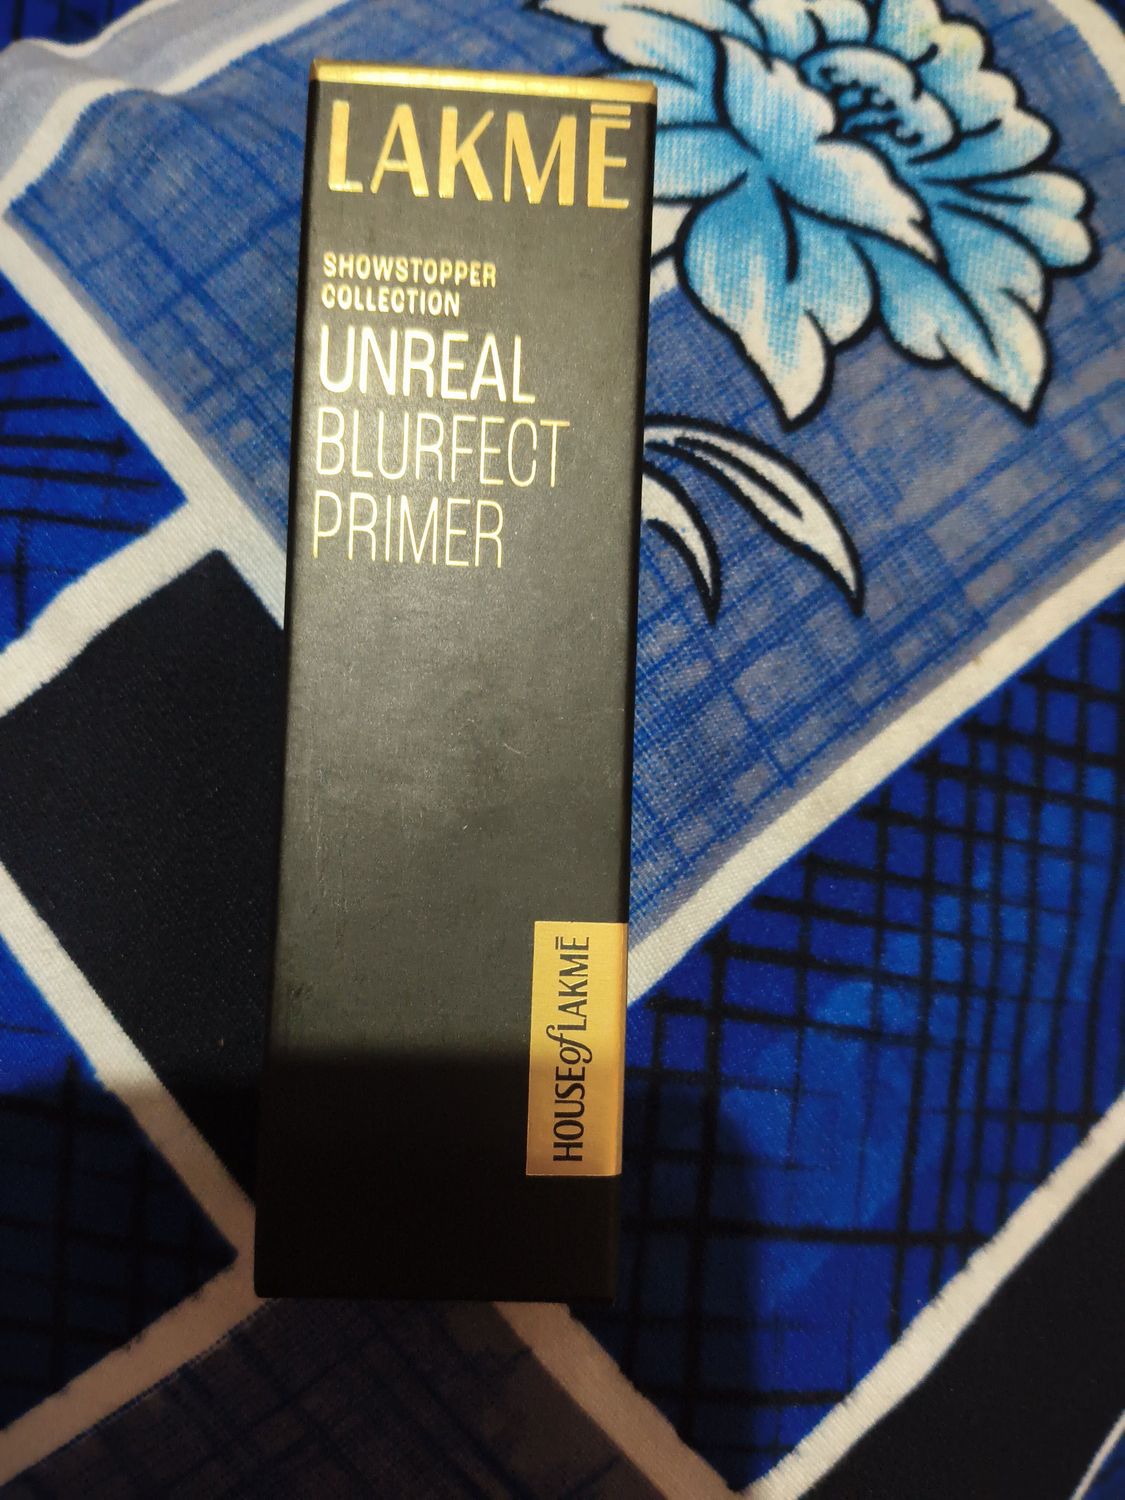 LAKMĒ
SHOWSTOPPER
COLLECTION
UNREAL
BLURFECT
PRIMER
HOUSE of LAKMĒ